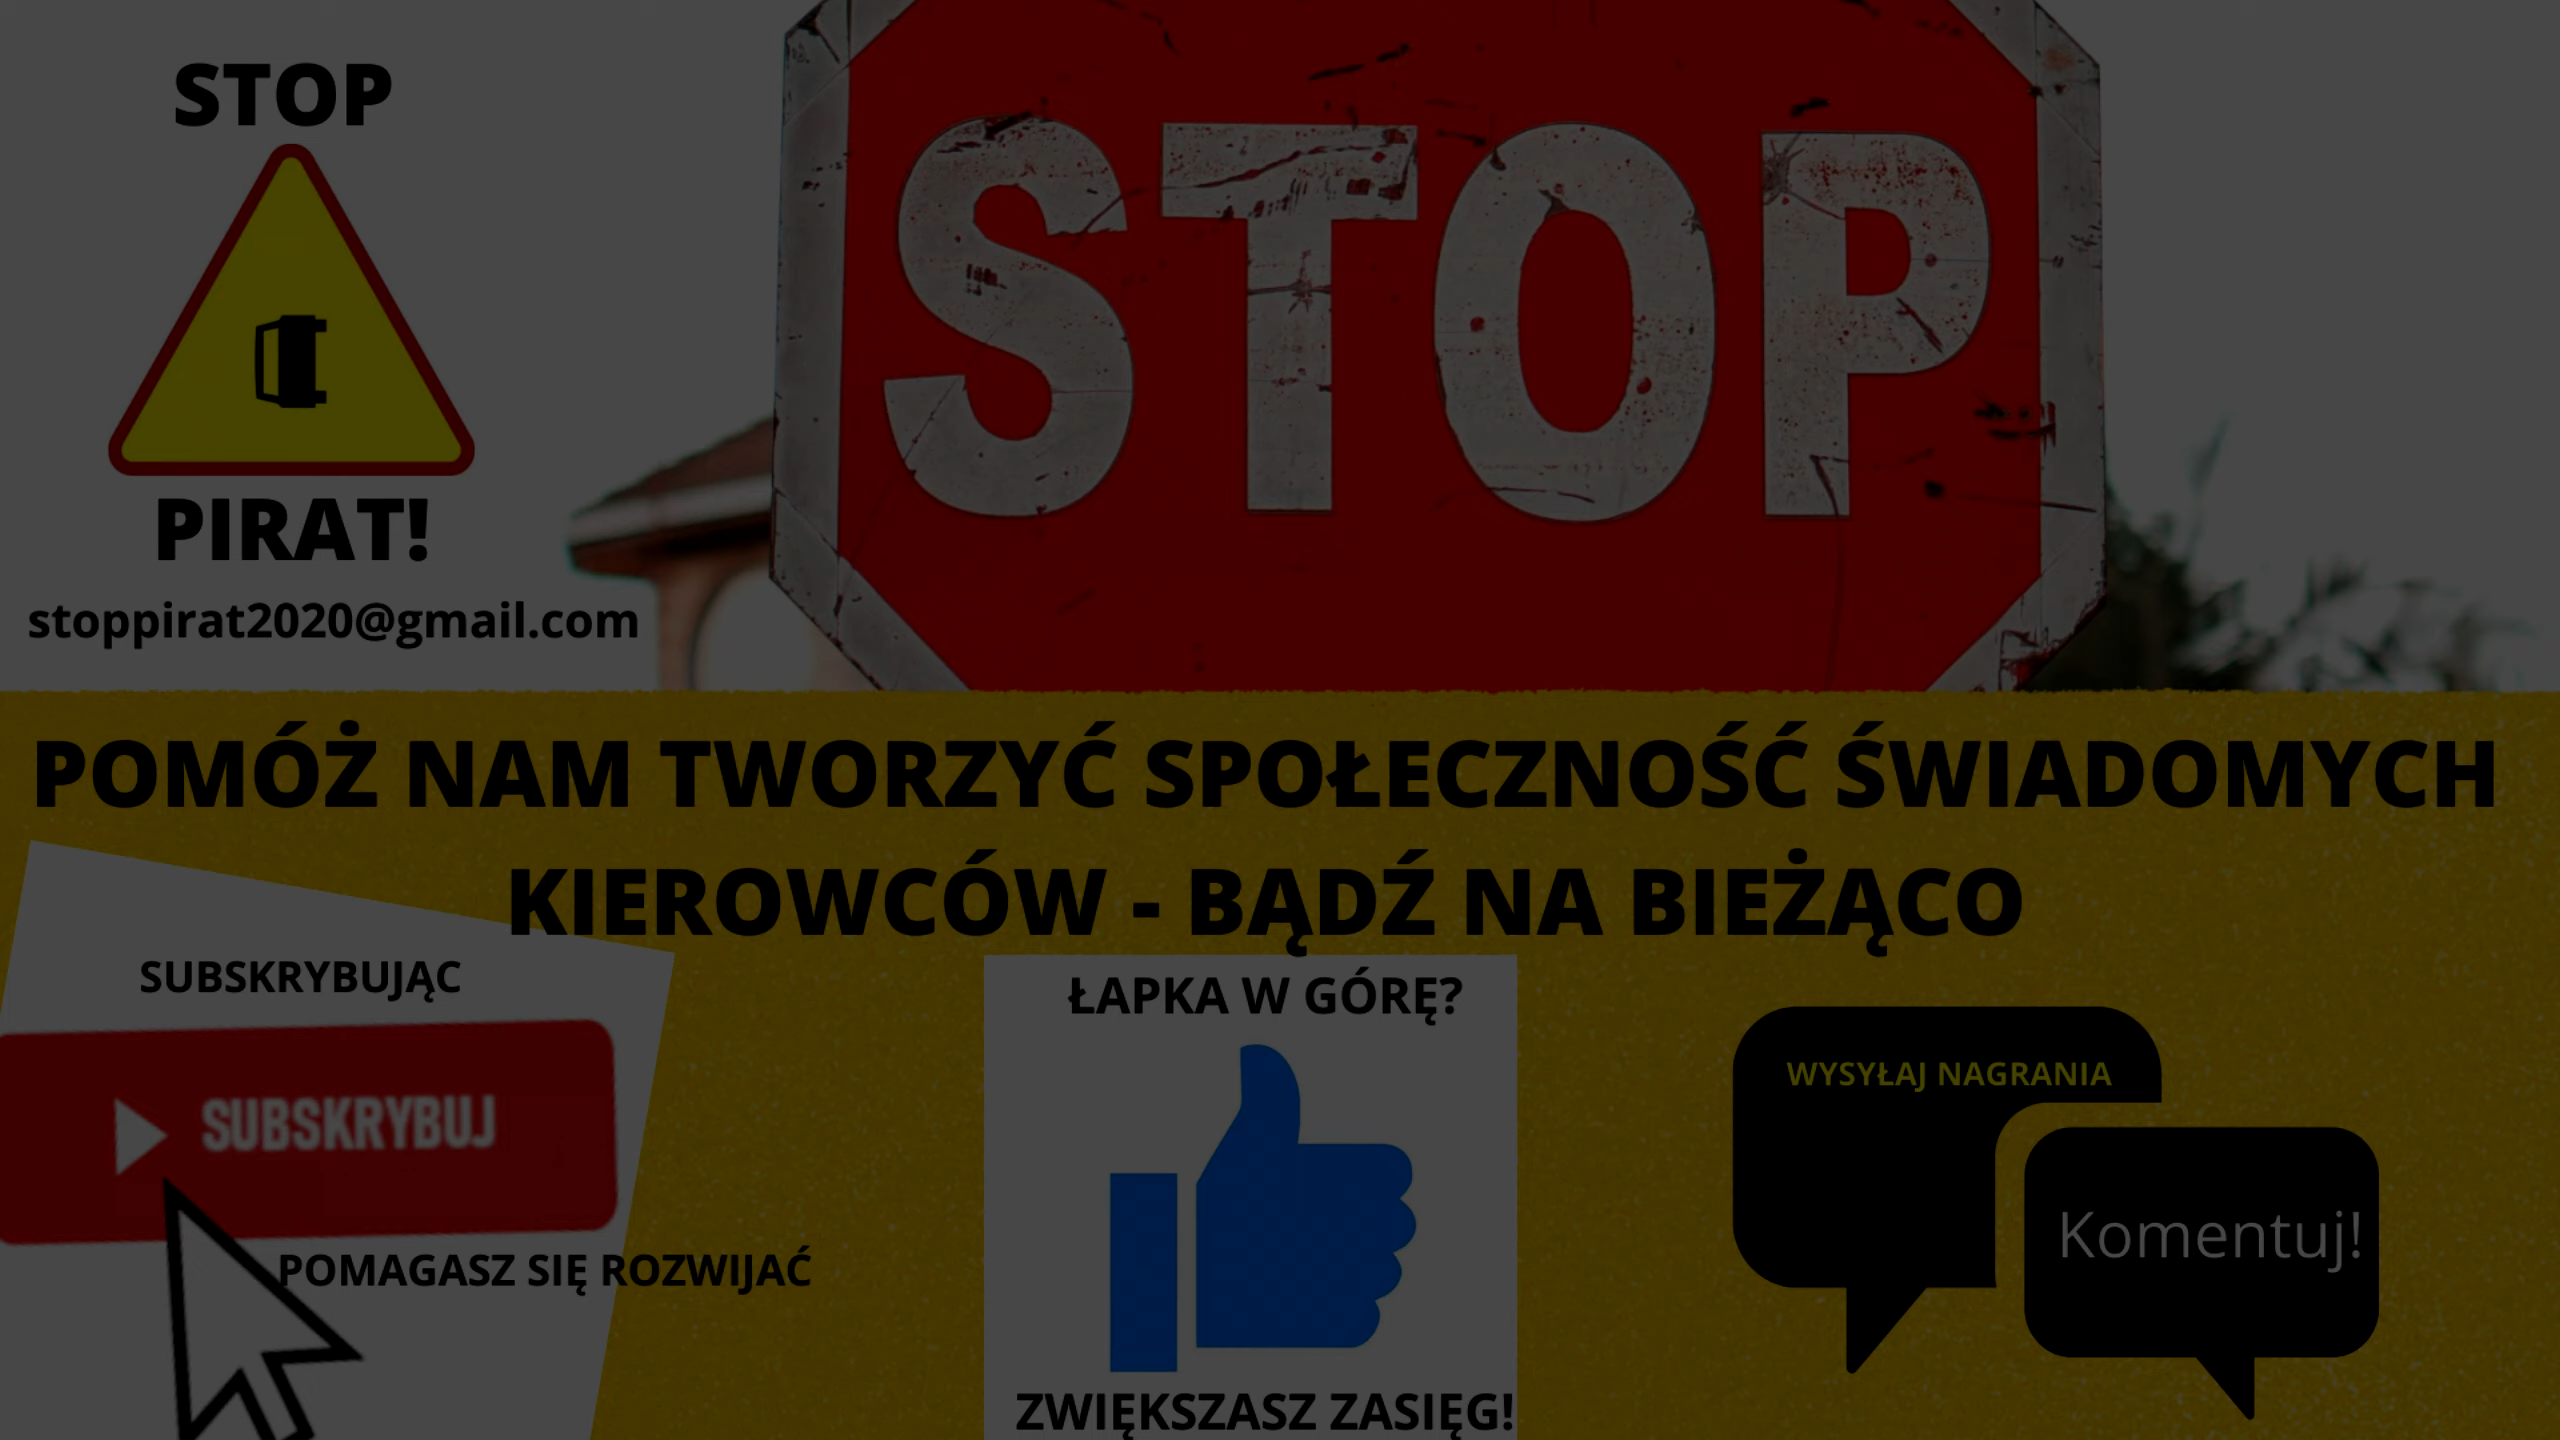 STOP
PIRAT!
stoppirat2020@gmail.com
STOP
POMÓŻ NAM TWORZYĆ SPOŁECZNOŚĆ ŚWIADOMYCH
KIEROWCÓW - BĄDŹ NA BIEŻĄCO
SUBSKRYBUJĄC
SUBSKRYBUJ
POMAGASZ SIĘ ROZWIJAĆ
ŁAPKA W GÓRĘ?
ZWIĘKSZASZ ZASIĘG!
WYSYŁAJ NAGRANIA
Komentuj!